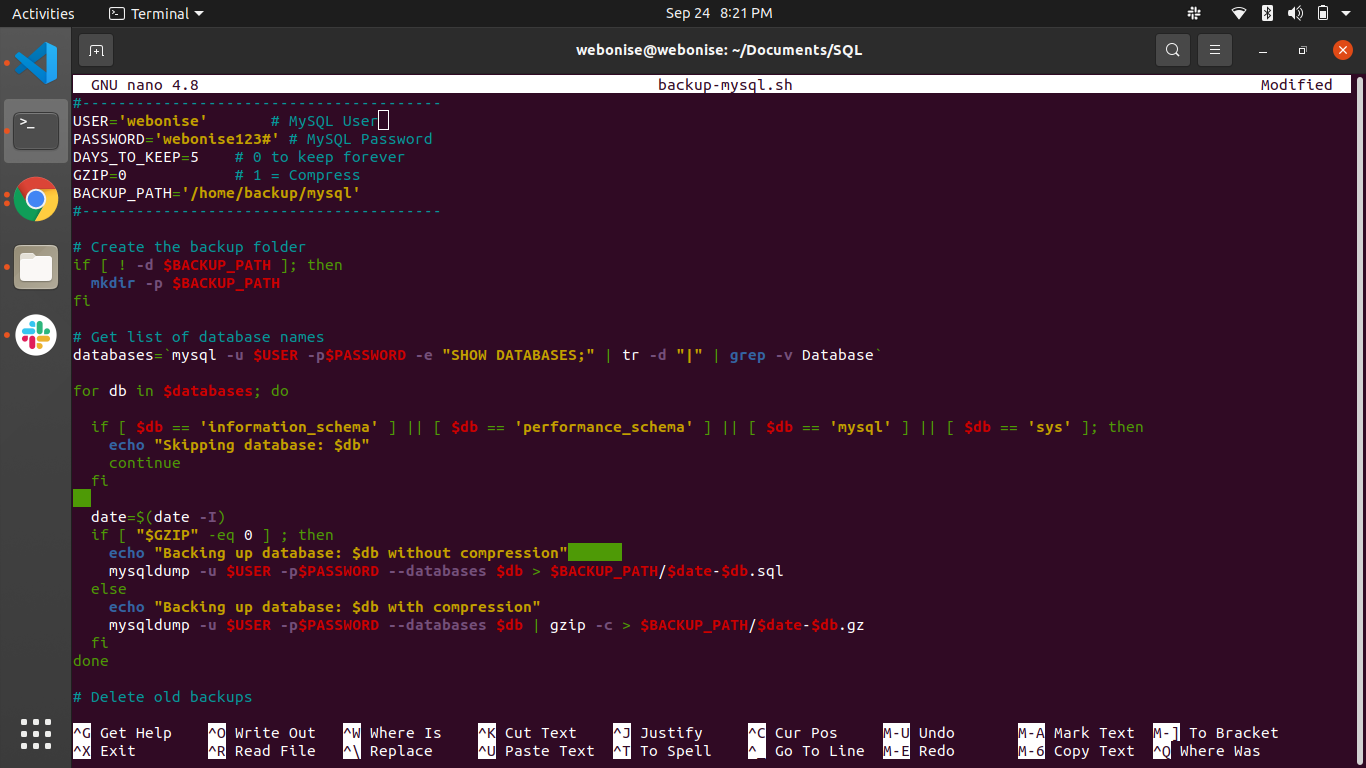 Activities Terminal Sep 24 8:21 PM
webonise@webonise: ~/Documents/SQL
GNU nano 4.8 backup-mysql.sh Modified
#----------------------------------------
USER='webonise' # MySQL User
PASSWORD='webonise123#' # MySQL Password
DAYS_TO_KEEP=5 # 0 to keep forever
GZIP=0 # 1 = Compress
BACKUP_PATH='/home/backup/mysql'
#----------------------------------------
# Create the backup folder
if [ ! -d $BACKUP_PATH ]; then
mkdir -p $BACKUP_PATH
fi
# Get list of database names
databases=`mysql -u $USER -p$PASSWORD -e "SHOW DATABASES;" | tr -d "|" | grep -v Database`
for db in $databases; do
if [ $db == 'information_schema' ] || [ $db == 'performance_schema' ] || [ $db == 'mysql' ] || [ $db == 'sys' ]; then
echo "Skipping database: $db"
continue
fi
date=$(date -I)
if [ "$GZIP" -eq 0 ] ; then
echo "Backing up database: $db without compression"
mysqldump -u $USER -p$PASSWORD --databases $db > $BACKUP_PATH/$date-$db.sql
else
echo "Backing up database: $db with compression"
mysqldump -u $USER -p$PASSWORD --databases $db | gzip -c > $BACKUP_PATH/$date-$db.gz
fi
done
# Delete old backups
^G Get Help ^O Write Out ^W Where Is ^K Cut Text ^J Justify ^C Cur Pos M-U Undo M-A Mark Text M-] To Bracket
^X Exit ^R Read File ^\ Replace ^U Paste Text ^T To Spell ^_ Go To Line M-E Redo M-6 Copy Text ^Q Where Was